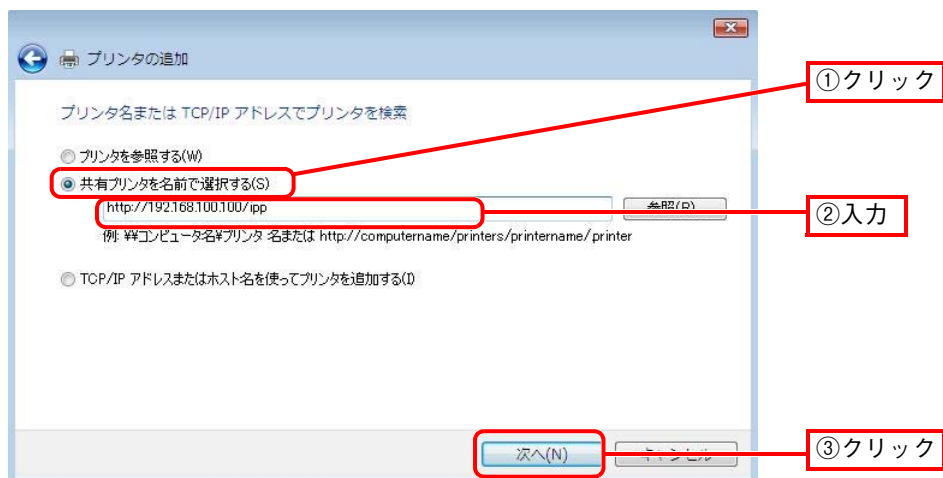 プリンタの追加
①クリック
プリンタ名または TCP/IP アドレスでプリンタを検索
プリンタを参照する(W)
共有プリンタを名前で選択する(S)
http://192.168.100.100/ipp
参照(R)
②入力
例: ¥¥コンピュータ名¥プリンタ 名または http://computername/printers/printername/printer
TCP/IP アドレスまたはホスト名を使ってプリンタを追加する(I)
次へ(N)
キャンセル
③クリック